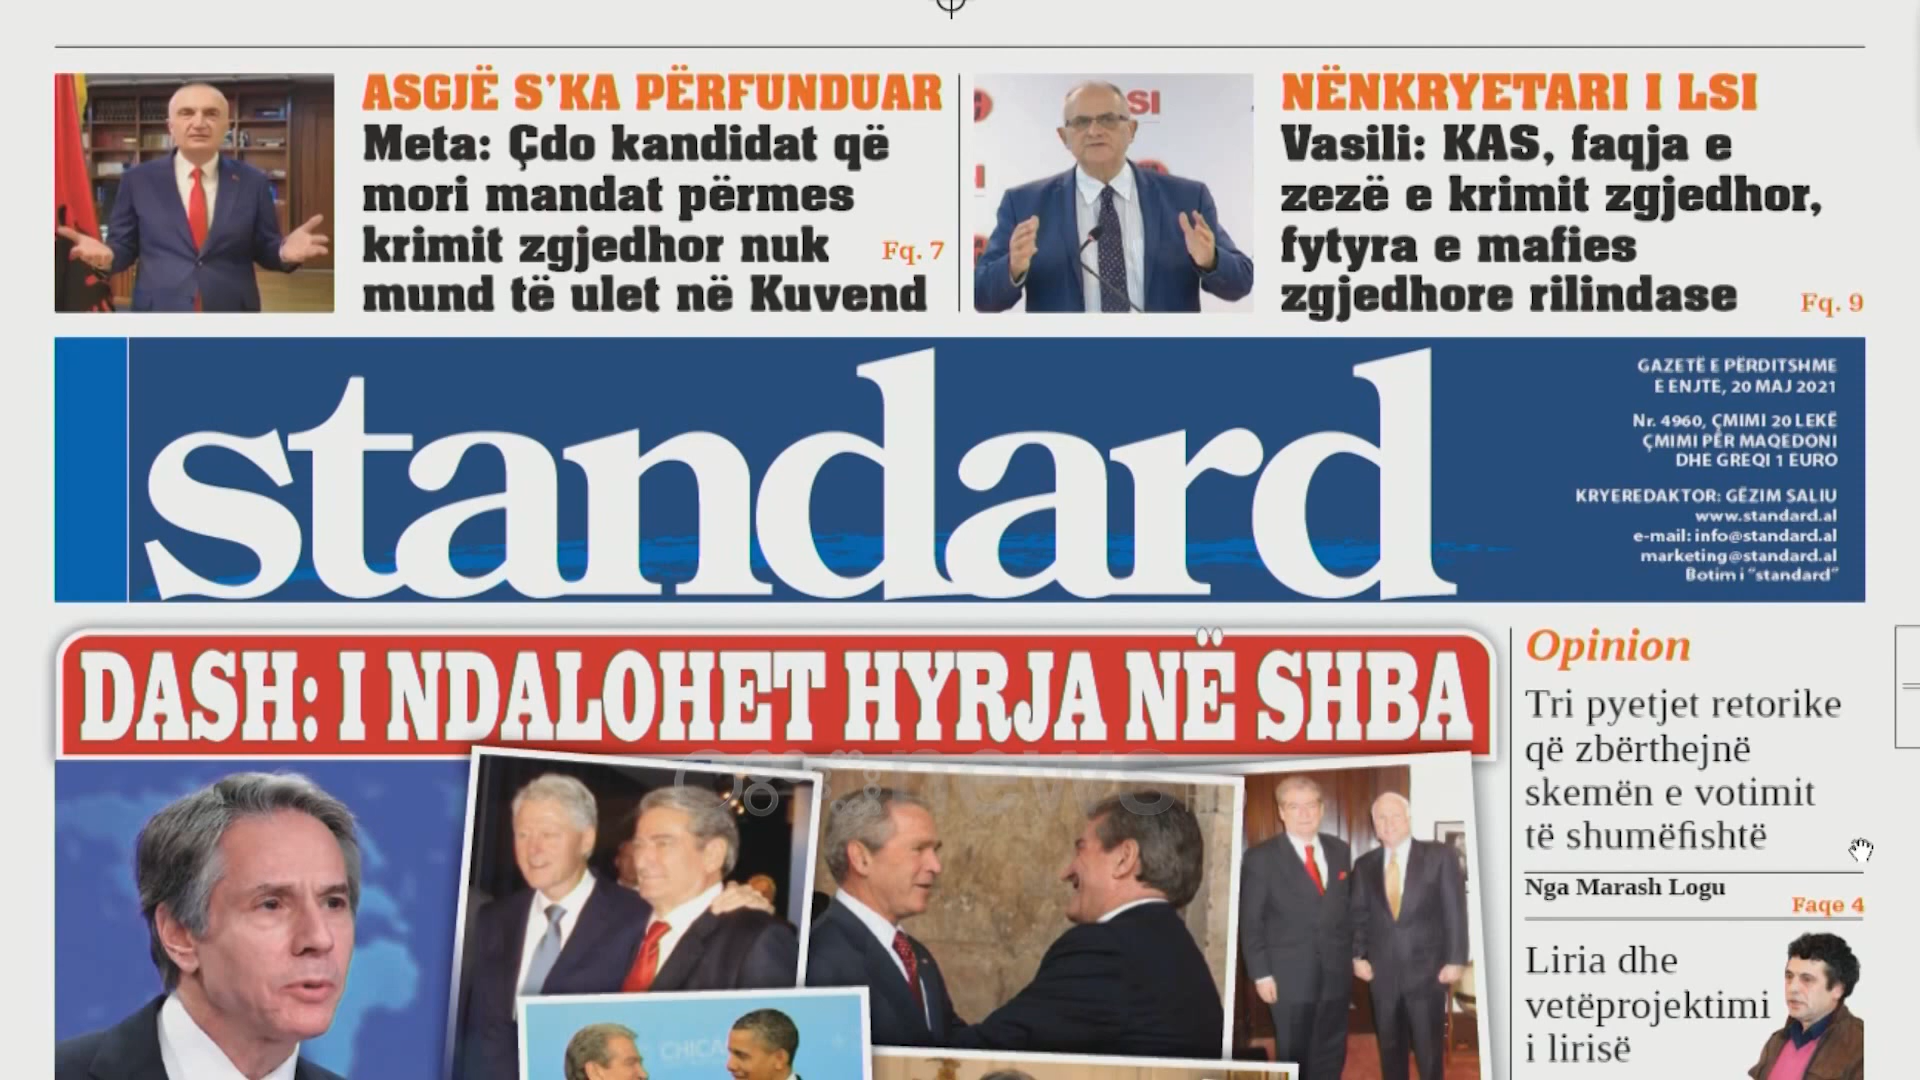 ASGJË S'KA PËRFUNDUAR
Meta: Çdo kandidat që
mori mandat përmes
krimit zgjedhor nuk
mund të ulet në Kuvend
Fq. 7
SI
NËNKRYETARI I LSI
Vasili: KAS, faqja e
zezë e krimit zgjedhor,
fytyra e mafies
zgjedhore rilindase
Fq. 9
standard
GAZETË E PËRDITSHME
E ENJTE, 20 MAJ 2021
Nr. 4960, ÇMIMI 20 LEKË
ÇMIMI PËR MAQEDONI
DHE GREQI 1 EURO
KRYEREDAKTOR: GËZIM SALIU
www.standard.al
e-mail: info@standard.al
marketing@standard.al
Botim i "standard"
DASH: I NDALOHET HYRJA NË SHBA
news
CHICA
Opinion
Tri pyetjet retorike
që zbërthejnë
skemën e votimit
të shumëfishtë
Nga Marash Logu
Faqe 4
Liria dhe
vetëprojektimi
i lirisë